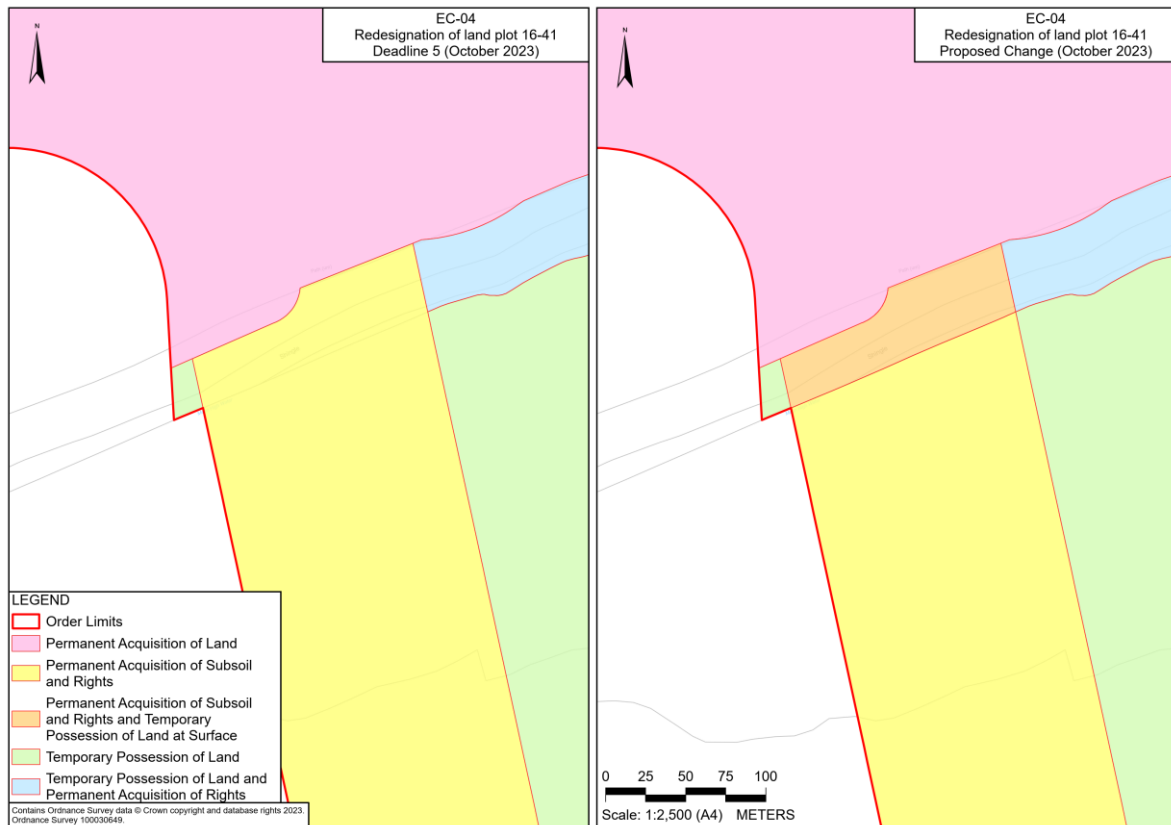 EC-04
Redesignation of land plot 16-41
Deadline 5 (October 2023)
N
LEGEND
Order Limits
Permanent Acquisition of Land
Permanent Acquisition of Subsoil
and Rights
Permanent Acquisition of Subsoil
and Rights and Temporary
Possession of Land at Surface
Temporary Possession of Land
Temporary Possession of Land and
Permanent Acquisition of Rights
Contains Ordnance Survey data © Crown copyright and database rights 2023.
Ordnance Survey 100030649.
EC-04
Redesignation of land plot 16-41
Proposed Change (October 2023)
N
0 25 50 75 100
Scale: 1:2,500 (A4) METERS